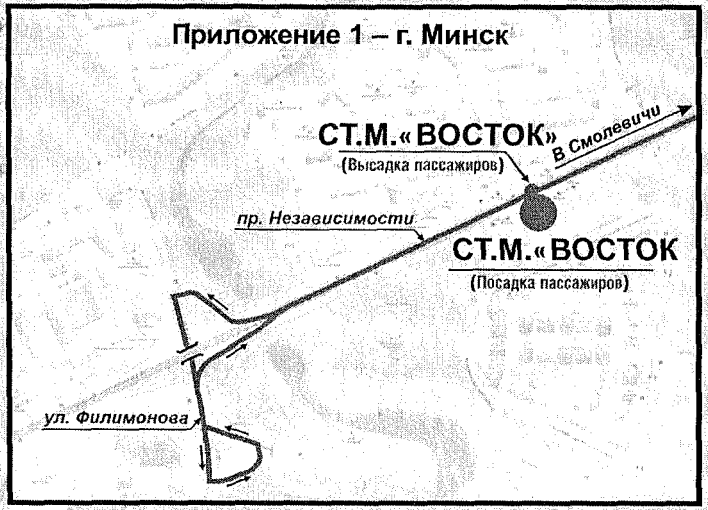 Приложение 1 – г. Минск
СТ.М.«ВОСТОК»
(Высадка пассажиров)
В Смолевичи
пр. Независимости
СТ.М.«ВОСТОК
(Посадка пассажиров)
ул. Филимонова